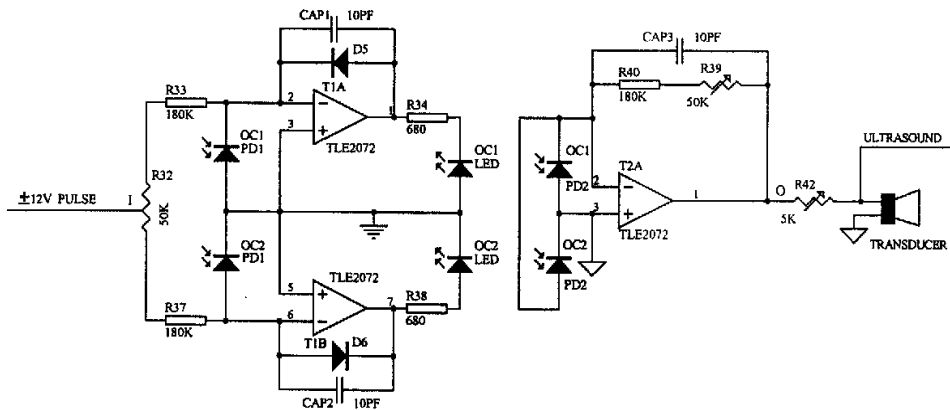 CAP1 10PF
D5
T1A
R33
180K
2
3
1
TLE2072
R34
680
OC1
PD1
OC1
LED
R32
50K
±12V PULSE
1
OC2
PD1
OC2
LED
TLE2072
5
6
7
R38
680
R37
180K
T1B
D6
CAP2 10PF
CAP3 10PF
R40
180K
R39
50K
OC1
PD2
T2A
2
3
1
TLE2072
OC2
PD2
O
R42
5K
ULTRASOUND
TRANSDUCER